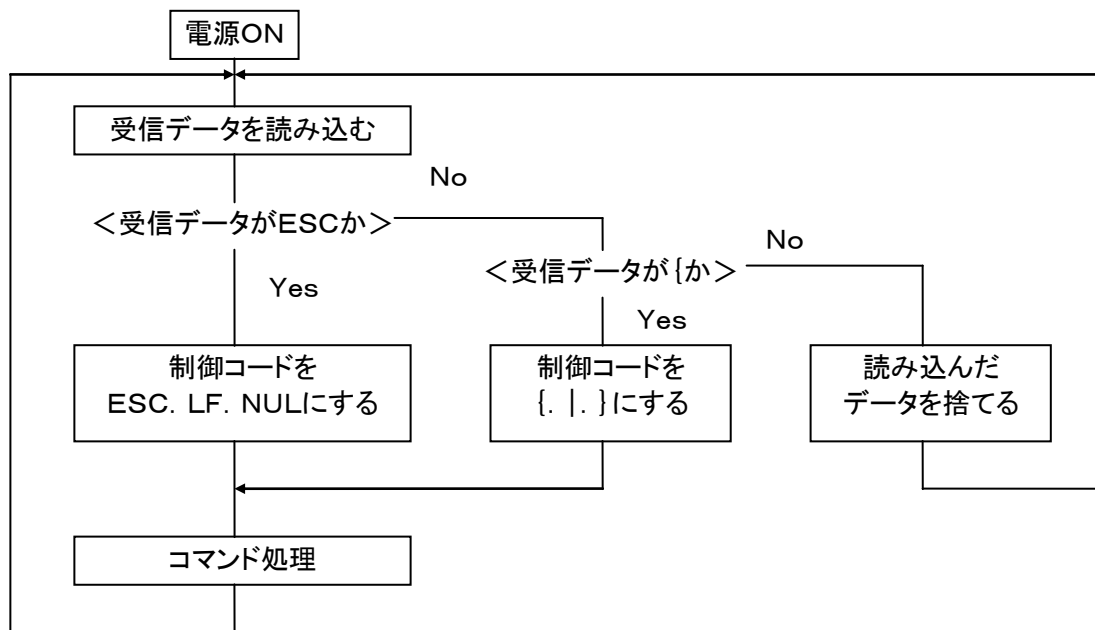 電源ON
受信データを読み込む
No
＜受信データがESCか＞
No
＜受信データが{か＞
Yes
Yes
制御コードを
ESC．LF．NULにする
制御コードを
{．|．}にする
読み込んだ
データを捨てる
コマンド処理